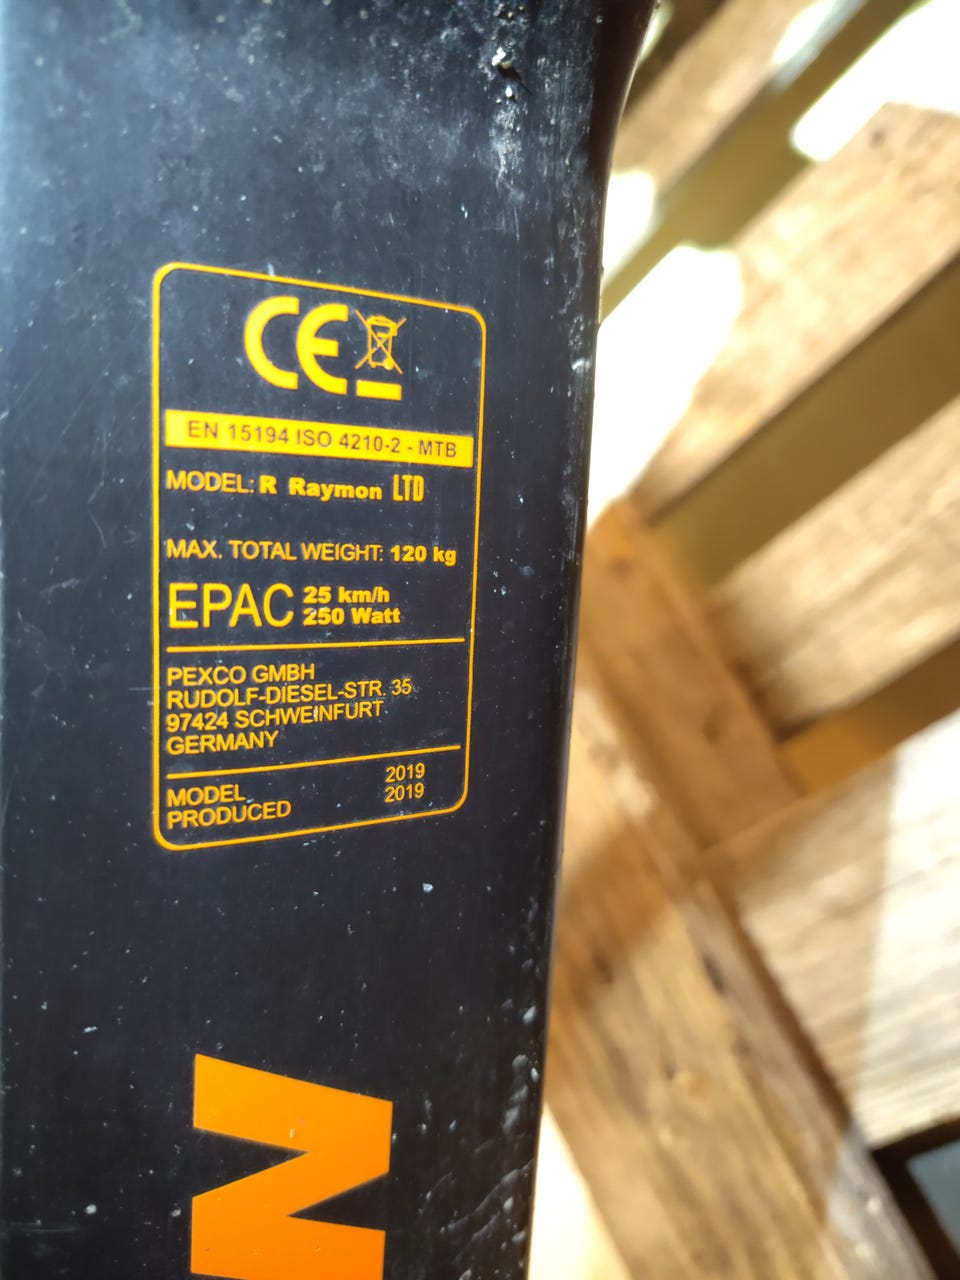 CE
EN 15194 ISO 4210-2 - MTB
MODEL: R Raymon LTD
MAX. TOTAL WEIGHT: 120 kg
EPAC 25 km/h
250 Watt
PEXCO GMBH
RUDOLF-DIESEL-STR. 35
97424 SCHWEINFURT
GERMANY
MODEL 2019
PRODUCED 2019
N